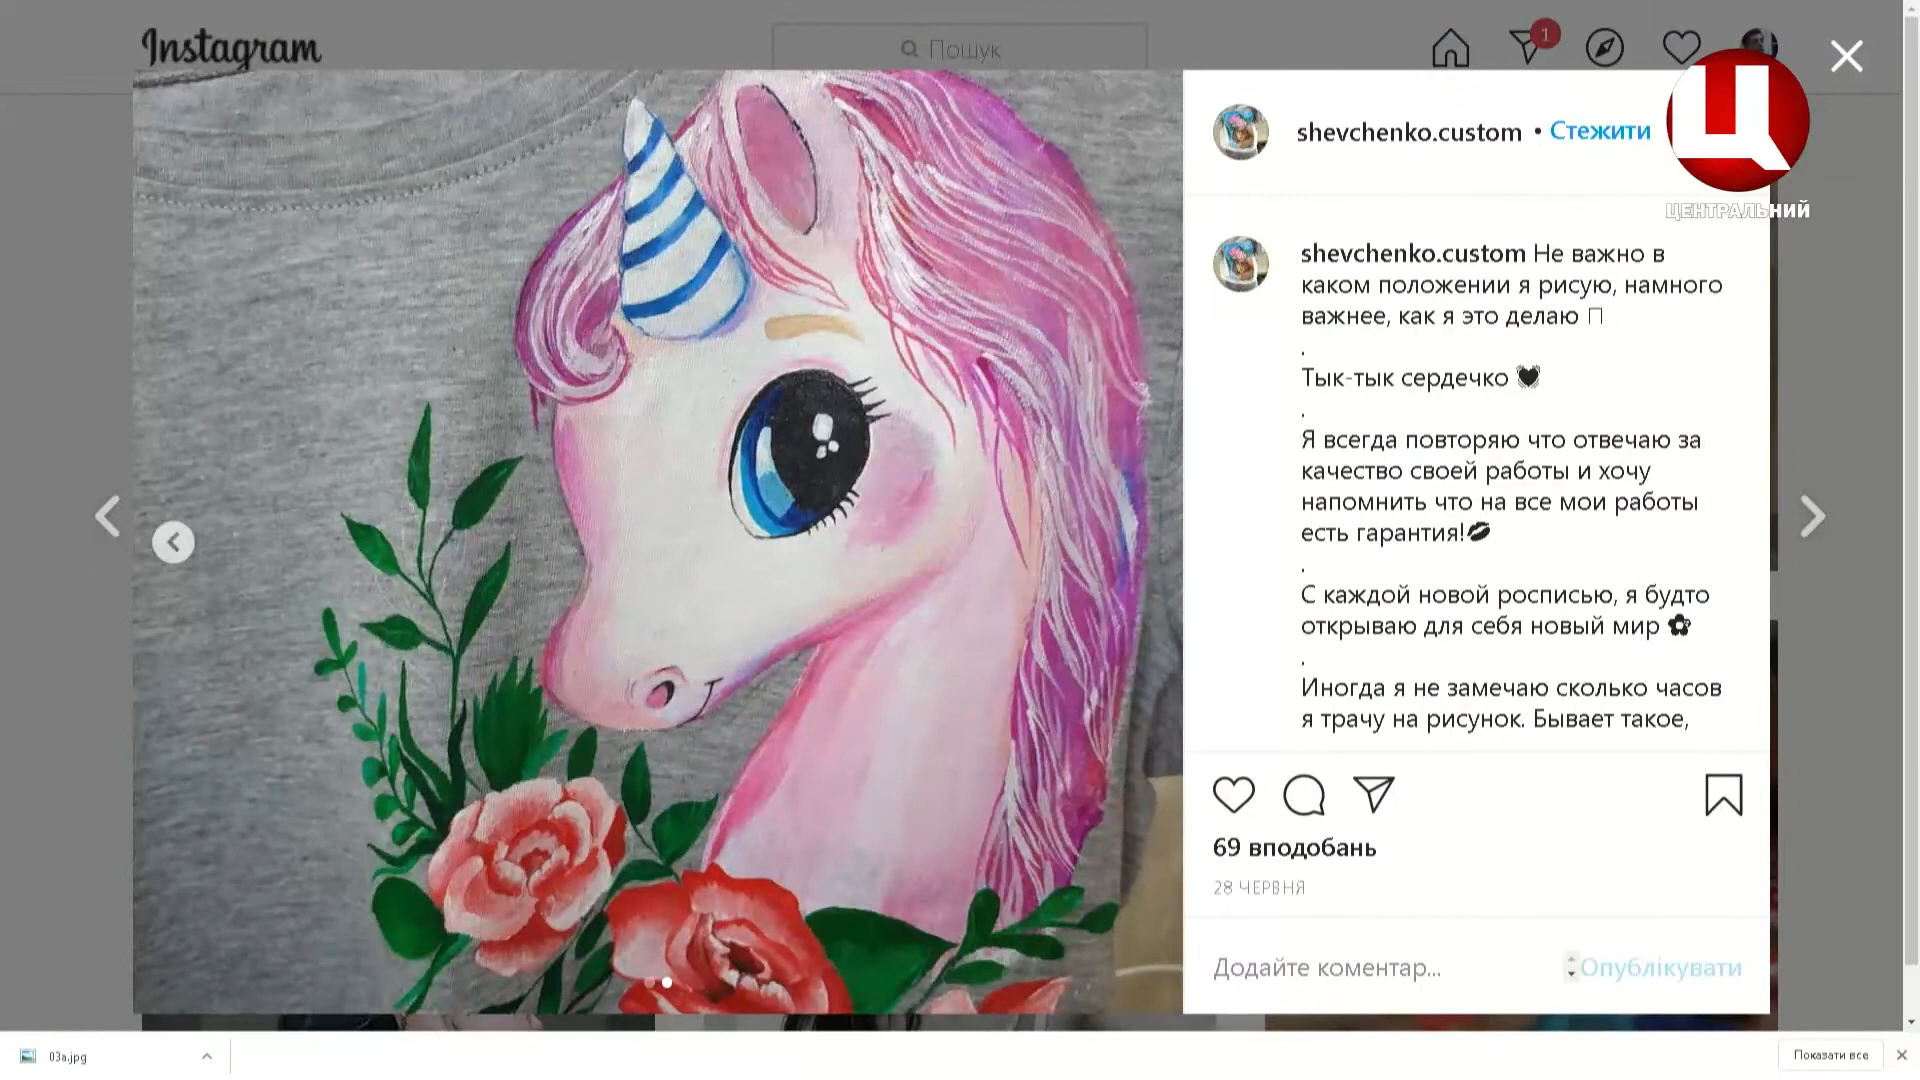 Instagram
Пошук
1
shevchenko.custom • Стежити
Ц
ЦЕНТРАЛЬНИЙ
shevchenko.custom Не важно в
каком положении я рисую, намного
важнее, как я это делаю
.
Тык-тык сердечко 💓
.
Я всегда повторяю что отвечаю за
качество своей работы и хочу
напомнить что на все мои работы
есть гарантия!💋
.
С каждой новой росписью, я будто
открываю для себя новый мир
.
Иногда я не замечаю сколько часов
я трачу на рисунок. Бывает такое,
69 вподобань
28 ЧЕРВНЯ
Додайте коментар...
Опублікувати
03a.jpg
Показати все